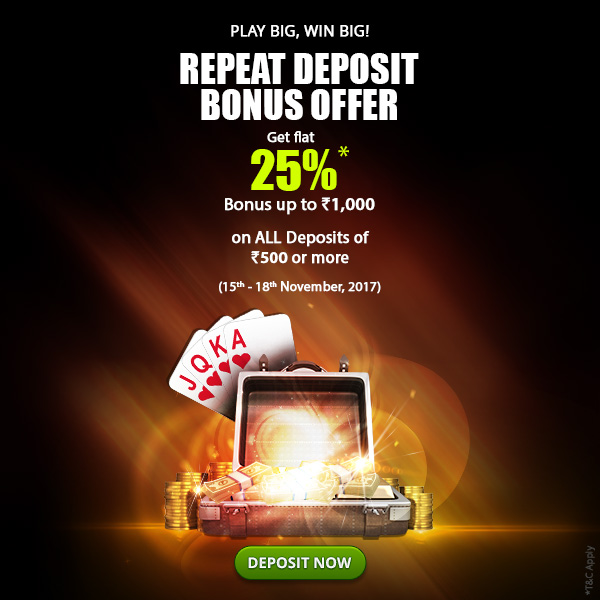 PLAY BIG, WIN BIG!
REPEAT DEPOSIT
BONUS OFFER
Get flat
25%*
Bonus up to ₹1,000
on ALL Deposits of
₹500 or more
(15th - 18th November, 2017)
J Q K A
DEPOSIT NOW
*T&C Apply